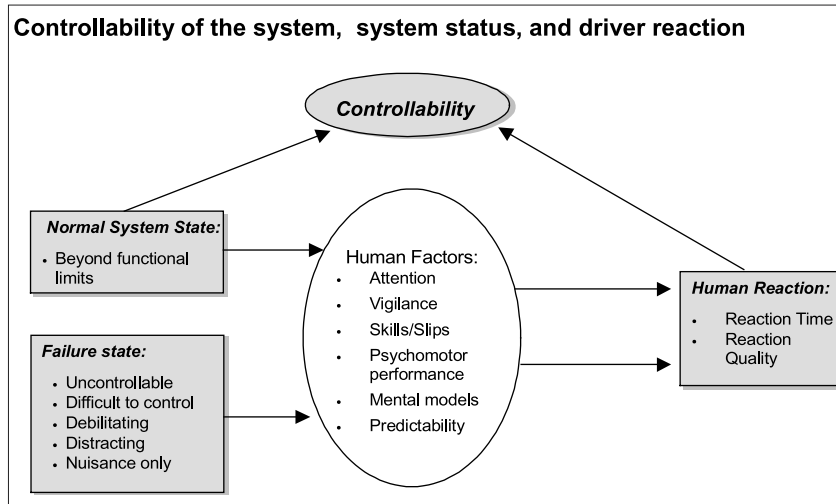 Controllability of the system, system status, and driver reaction
Controllability
Normal System State:
• Beyond functional
limits
Failure state:
• Uncontrollable
• Difficult to control
• Debilitating
• Distracting
• Nuisance only
Human Factors:
• Attention
• Vigilance
• Skills/Slips
• Psychomotor
performance
• Mental models
• Predictability
Human Reaction:
• Reaction Time
• Reaction
Quality